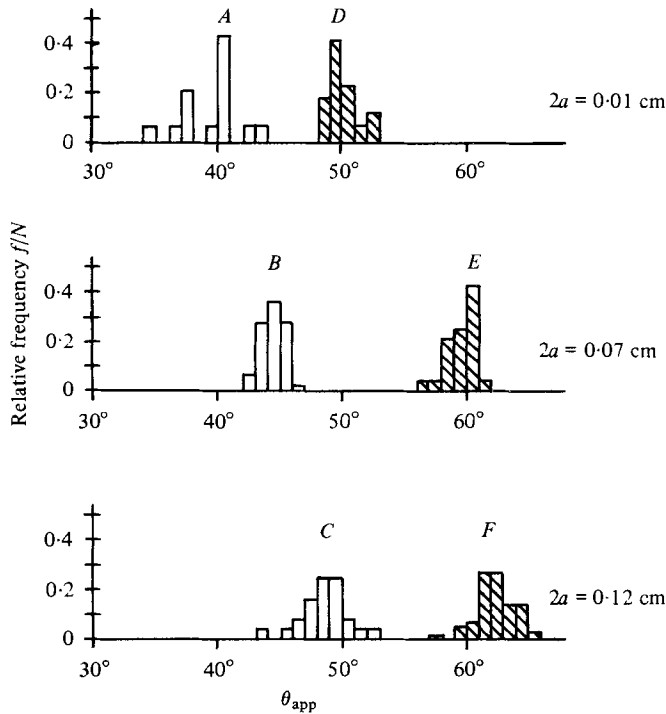 A D
0·4
0·2
0
2a = 0·01 cm
30° 40° 50° 60°
Relative frequency f/N
B E
0·4
0·2
0
2a = 0·07 cm
30° 40° 50° 60°
C F
0·4
0·2
0
2a = 0·12 cm
30° 40° 50° 60°
θapp